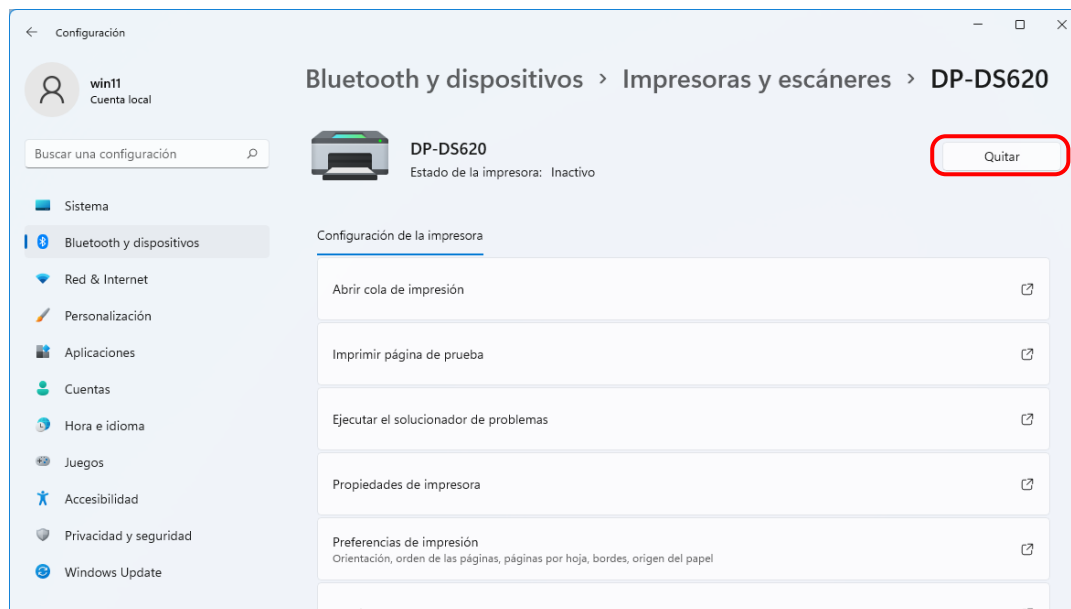 Configuración
win11
Cuenta local
Buscar una configuración
Sistema
Bluetooth y dispositivos
Red & Internet
Personalización
Aplicaciones
Cuentas
Hora e idioma
Juegos
Accesibilidad
Privacidad y seguridad
Windows Update
Bluetooth y dispositivos > Impresoras y escáneres > DP-DS620
DP-DS620
Estado de la impresora: Inactivo
Quitar
Configuración de la impresora
Abrir cola de impresión
Imprimir página de prueba
Ejecutar el solucionador de problemas
Propiedades de impresora
Preferencias de impresión
Orientación, orden de las páginas, páginas por hoja, bordes, origen del papel